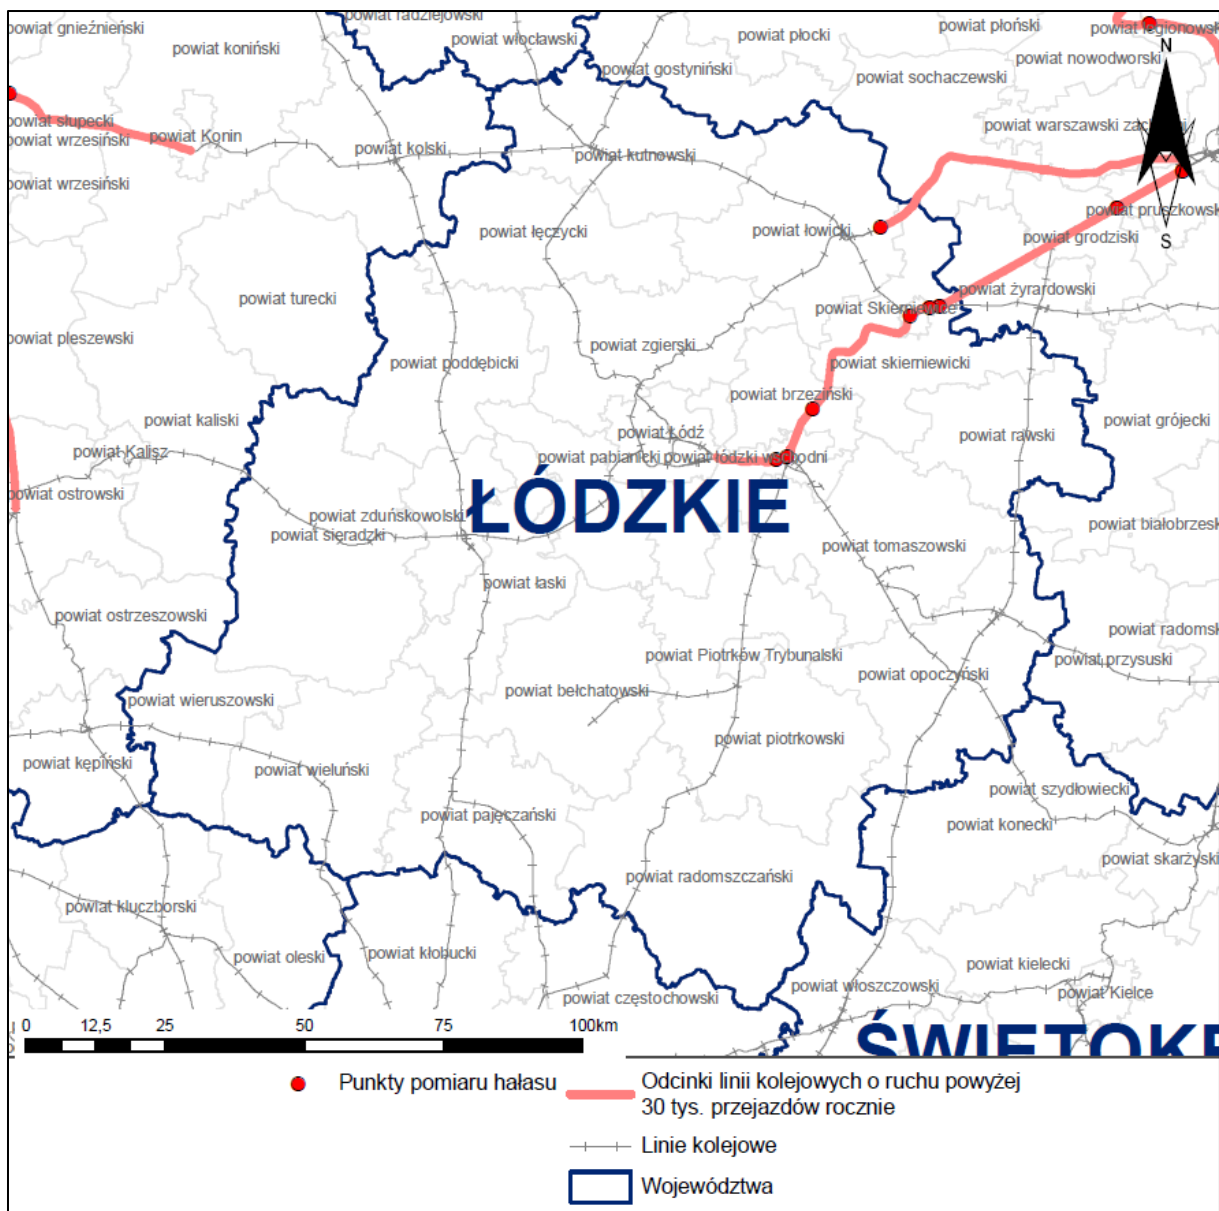 powiat radziejowski
powiat gnieźnieński
powiat koniński
powiat włocławski
powiat płocki
powiat płoński
powiat legionowsk
powiat gostyniński
powiat sochaczewski
powiat nowodworski
N
powiat słupecki
powiat wrzesiński
powiat Konin
powiat kolski
powiat kutnowski
powiat warszawski
powiat wrzesiński
powiat łęczycki
powiat łowicki
powiat pruszkowsk
powiat grodziski
S
powiat turecki
powiat żyrardowski
powiat Skierniewice
powiat pleszewski
powiat zgierski
powiat poddębicki
powiat skierniewicki
powiat brzeziński
powiat kaliski
powiat grójecki
powiat Łódź
powiat rawski
powiat Kalisz
powiat pabianicki
powiat łódzki wschodni
powiat ostrowski
ŁÓDZKIE
powiat zduńskowolski
powiat sieradzki
powiat białobrzesk
powiat tomaszowski
powiat łaski
powiat ostrzeszowski
powiat radomsk
powiat Piotrków Trybunalski
powiat przysuski
powiat opoczyński
powiat bełchatowski
powiat wieruszowski
powiat piotrkowski
powiat kępiński
powiat wieluński
powiat szydłowiecki
powiat pajęczański
powiat konecki
powiat skarżyski
powiat radomszczański
powiat kluczborski
powiat oleski
powiat kłobucki
powiat kielecki
powiat włoszczowski
powiat Kielce
powiat częstochowski
0 12,5 25 50 75 100km
ŚWIĘTOK
Punkty pomiaru hałasu
Odcinki linii kolejowych o ruchu powyżej
30 tys. przejazdów rocznie
Linie kolejowe
Województwa